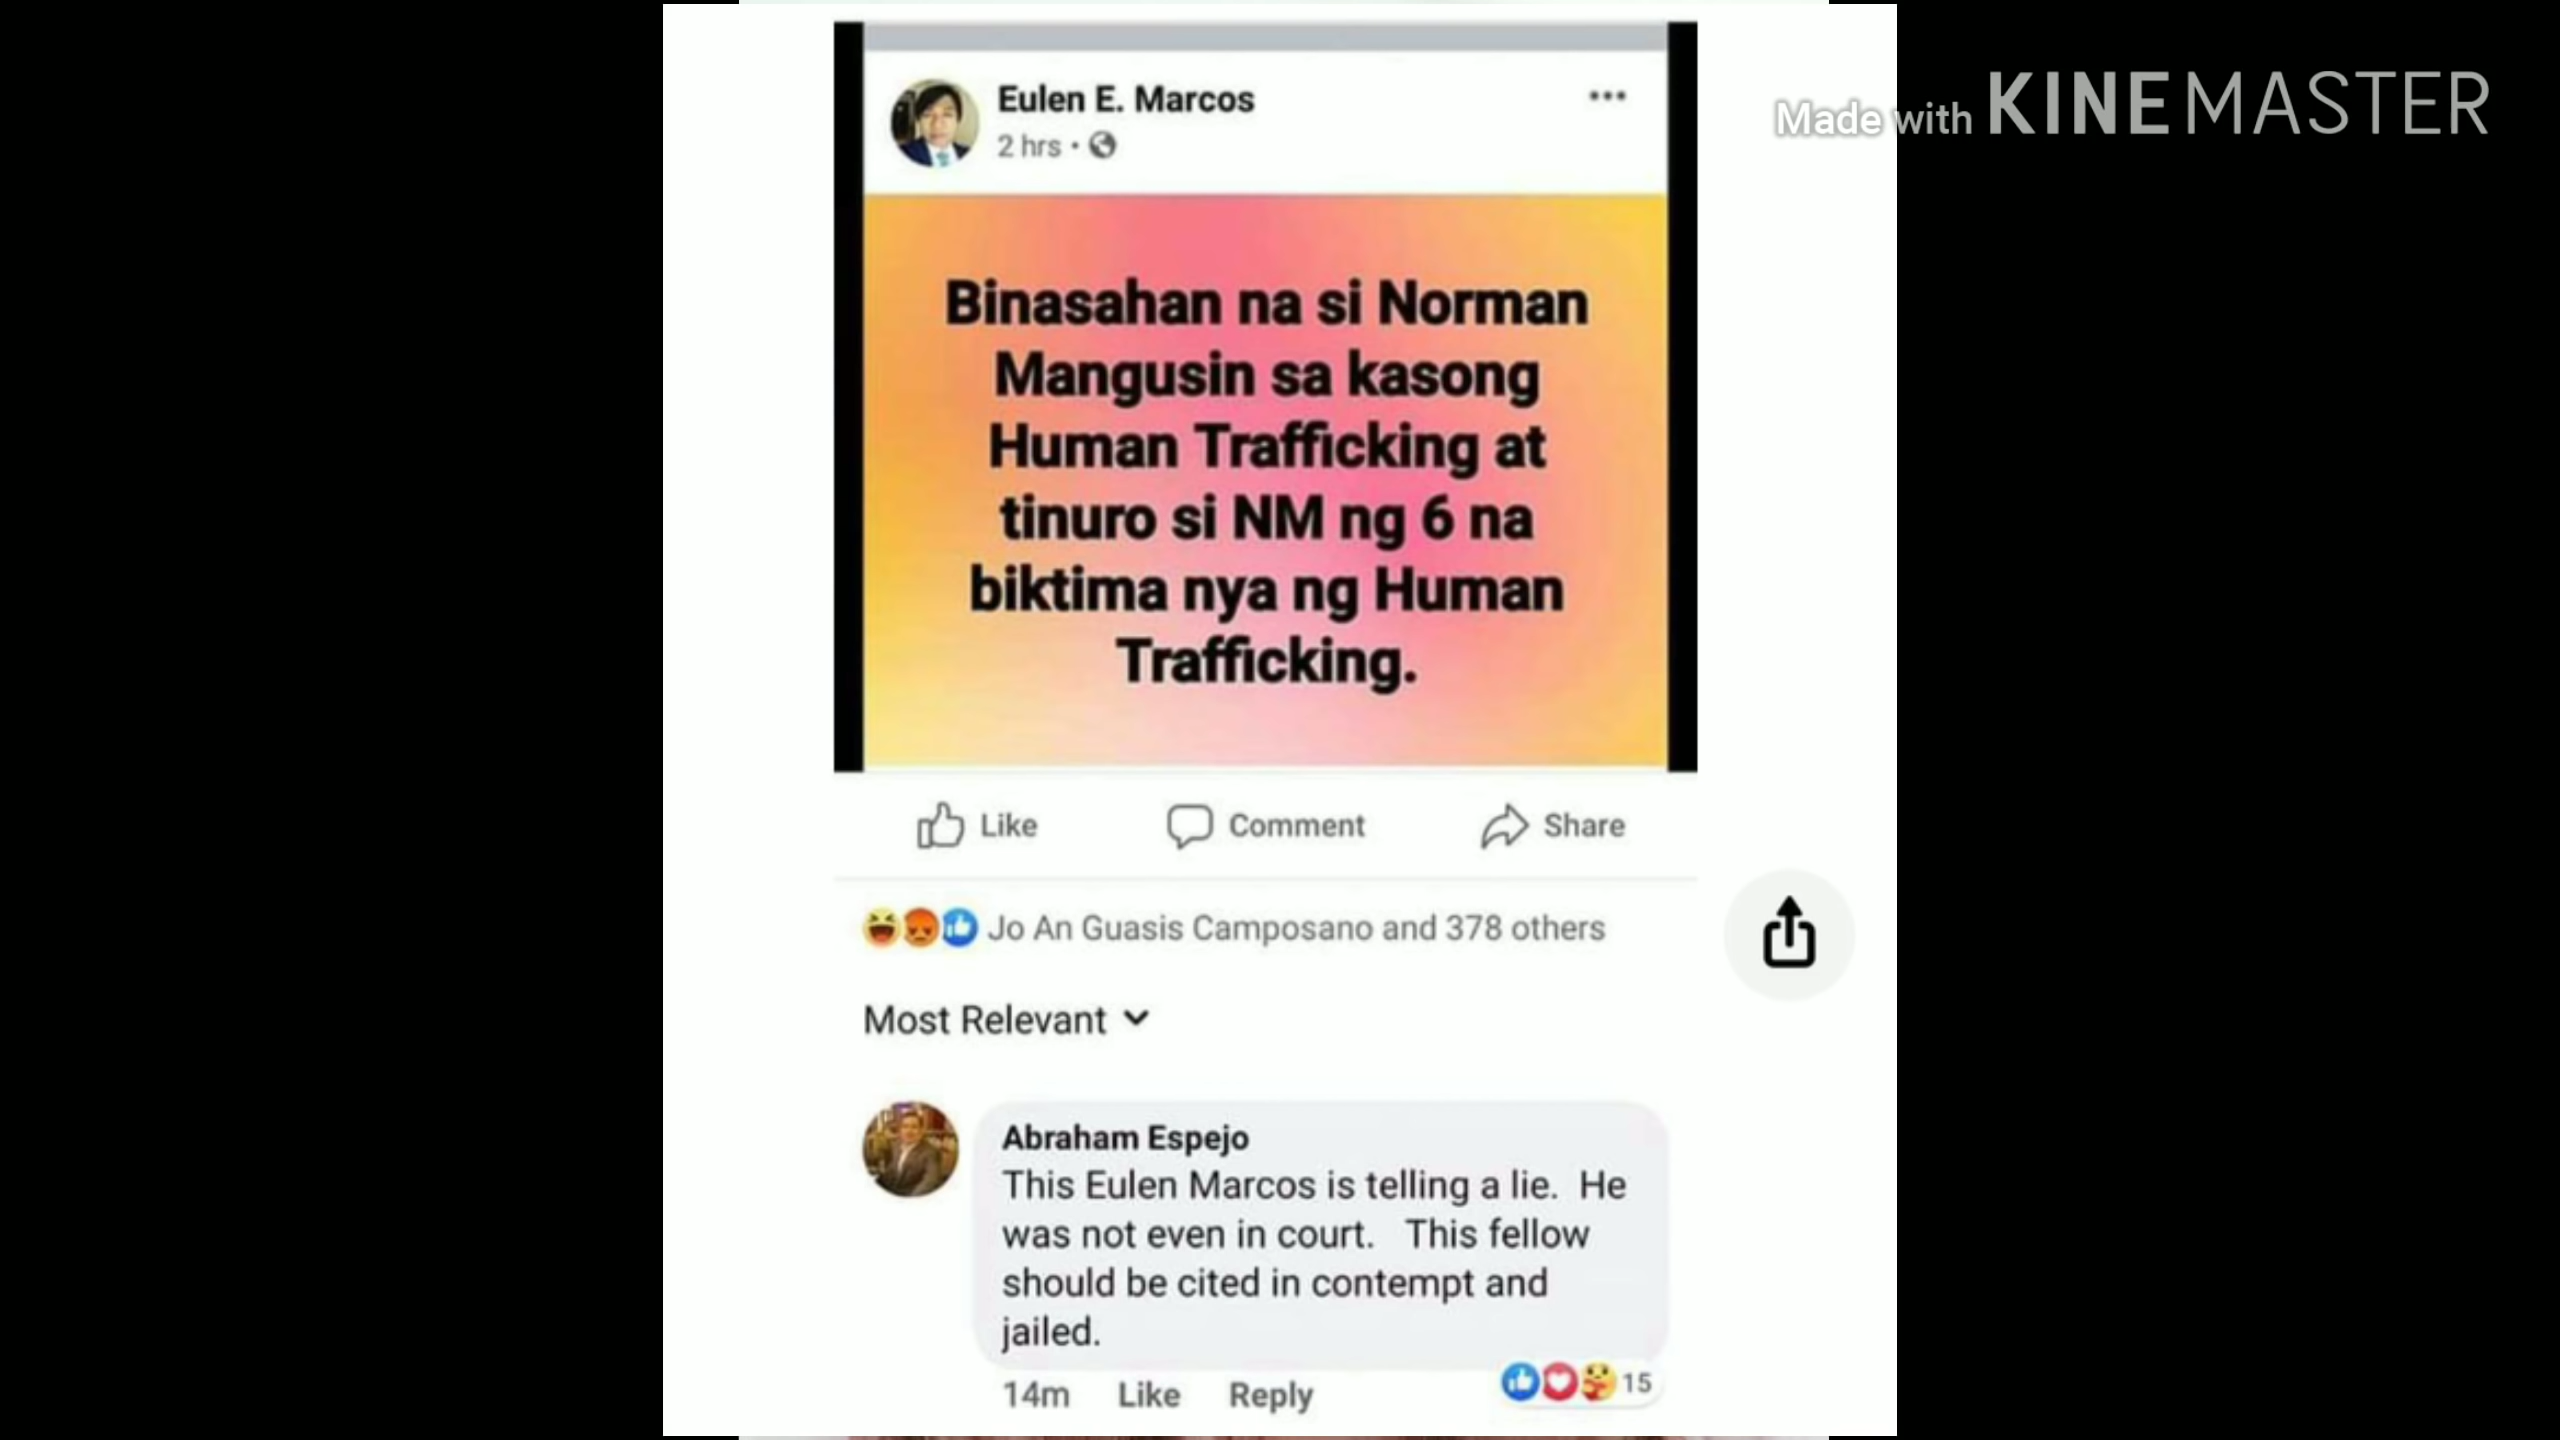 Made with KINEMASTER
Eulen E. Marcos
2 hrs •
Binasahan na si Norman
Mangusin sa kasong
Human Trafficking at
tinuro si NM ng 6 na
biktima nya ng Human
Trafficking.
Like Comment Share
Jo An Guasis Camposano and 378 others
Most Relevant
Abraham Espejo
This Eulen Marcos is telling a lie. He
was not even in court. This fellow
should be cited in contempt and
jailed.
14m Like Reply 15